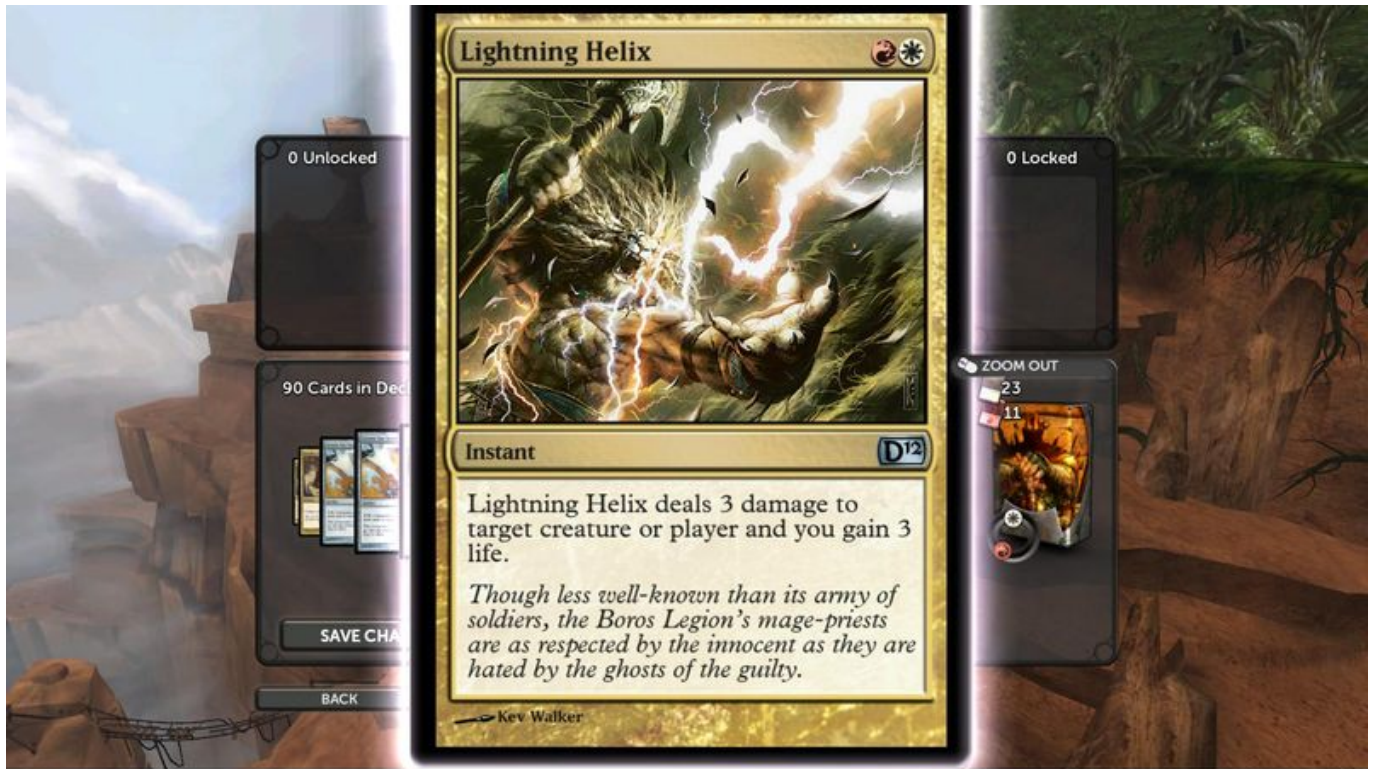 Lightning Helix
0 Unlocked
0 Locked
90 Cards in Dec
ZOOM OUT
23
11
Instant
D12
Lightning Helix deals 3 damage to
target creature or player and you gain 3
life.
Though less well-known than its army of
soldiers, the Boros Legion's mage-priests
are as respected by the innocent as they are
hated by the ghosts of the guilty.
SAVE CHA
BACK
Kev Walker